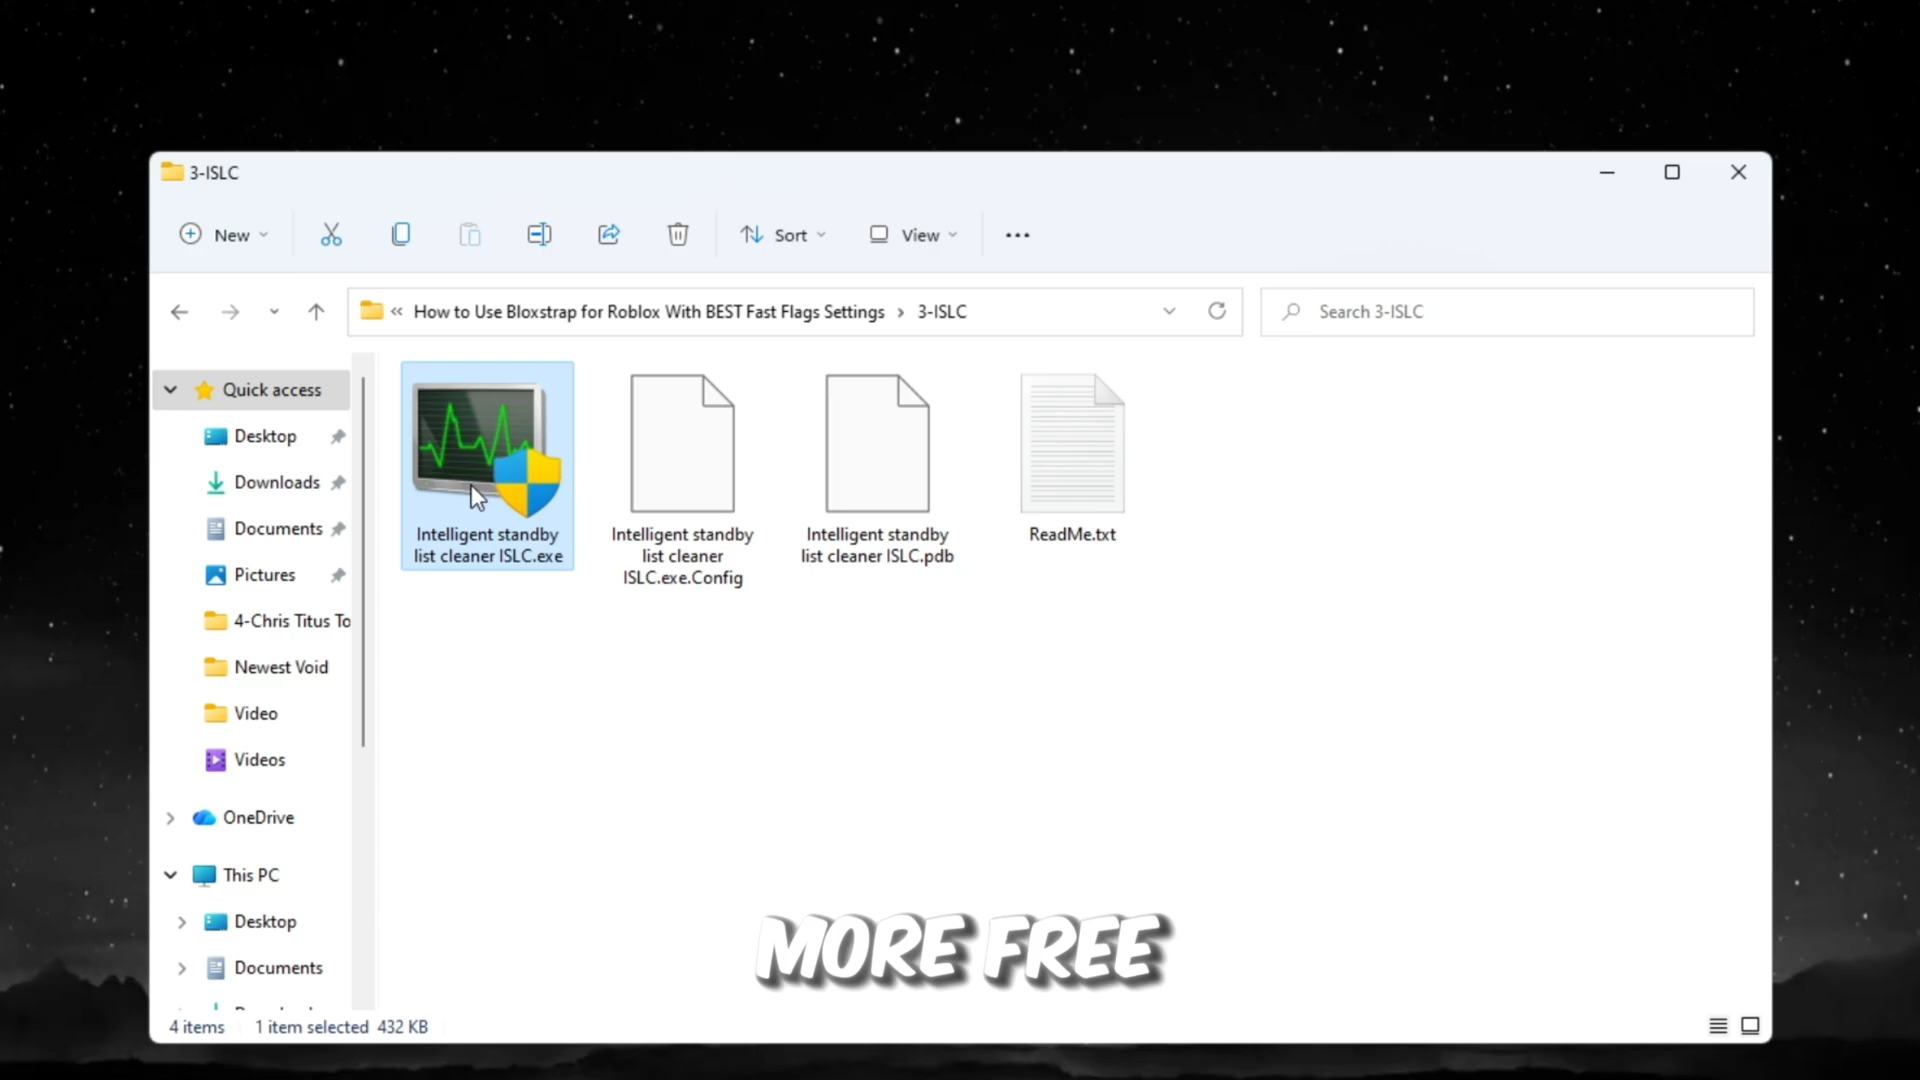 3-ISLC
New
Sort
View
« How to Use Bloxstrap for Roblox With BEST Fast Flags Settings > 3-ISLC
Search 3-ISLC
Quick access
Desktop
Downloads
Documents
Pictures
4-Chris Titus To
Newest Void
Video
Videos
OneDrive
This PC
Desktop
Documents
Intelligent standby
list cleaner ISLC.exe
Intelligent standby
list cleaner
ISLC.exe.Config
Intelligent standby
list cleaner ISLC.pdb
ReadMe.txt
MORE FREE
4 items 1 item selected 432 KB